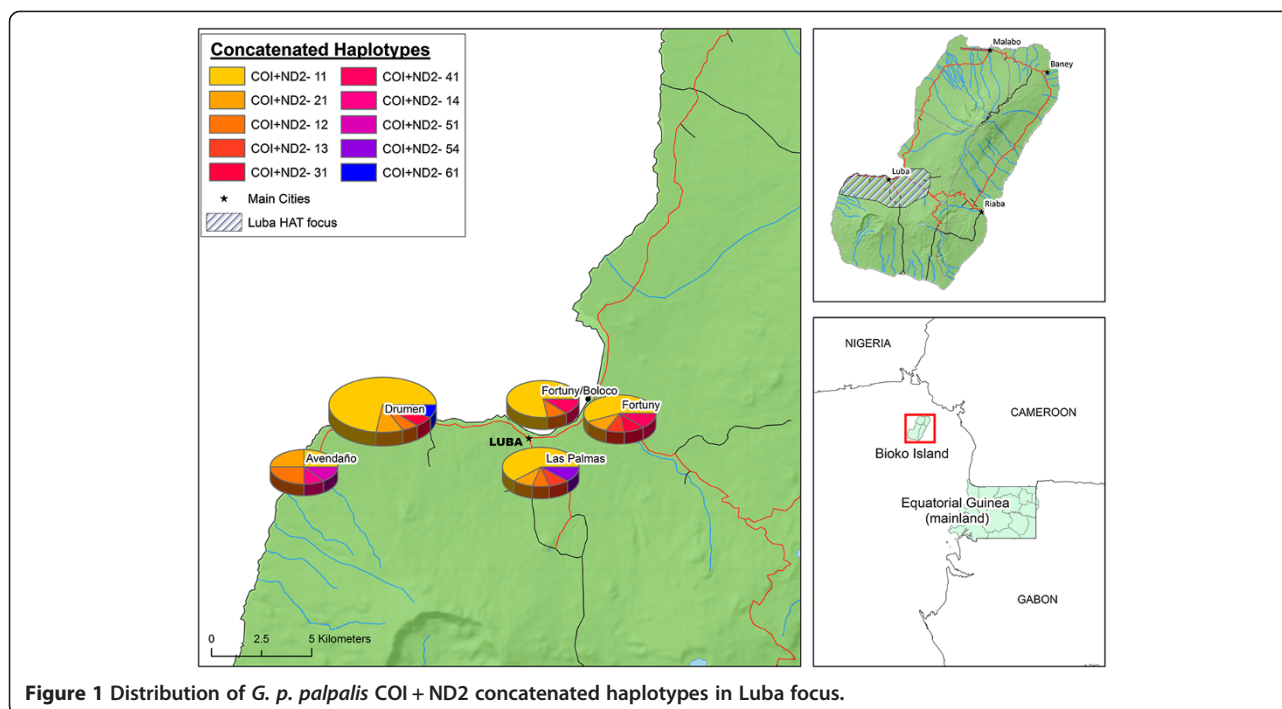 Concatenated Haplotypes
COI+ND2- 11
COI+ND2- 21
COI+ND2- 12
COI+ND2- 13
COI+ND2- 31
COI+ND2- 41
COI+ND2- 14
COI+ND2- 51
COI+ND2- 54
COI+ND2- 61
Main Cities
Luba HAT focus
Drumen
Fortuny/Boloco
Fortuny
LUBA
Avendaño
Las Palmas
0 2.5 5 Kilometers
Malabo
Baney
Luba
Riaba
NIGERIA
CAMEROON
Bioko Island
Equatorial Guinea
(mainland)
GABON
Figure 1 Distribution of G. p. palpalis COI + ND2 concatenated haplotypes in Luba focus.